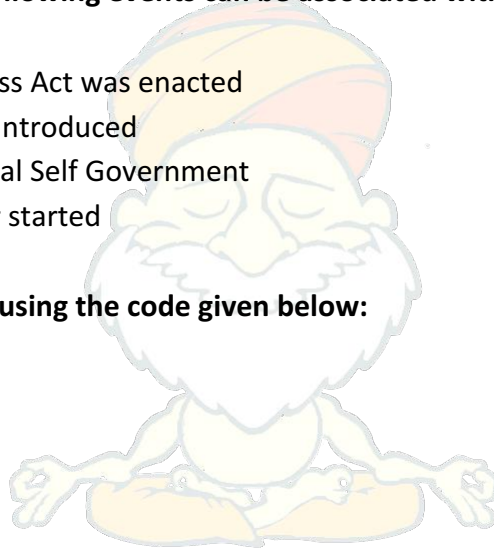 llowing events can be associated with
ss Act was enacted
ntroduced
al Self Government
started
using the code given below: